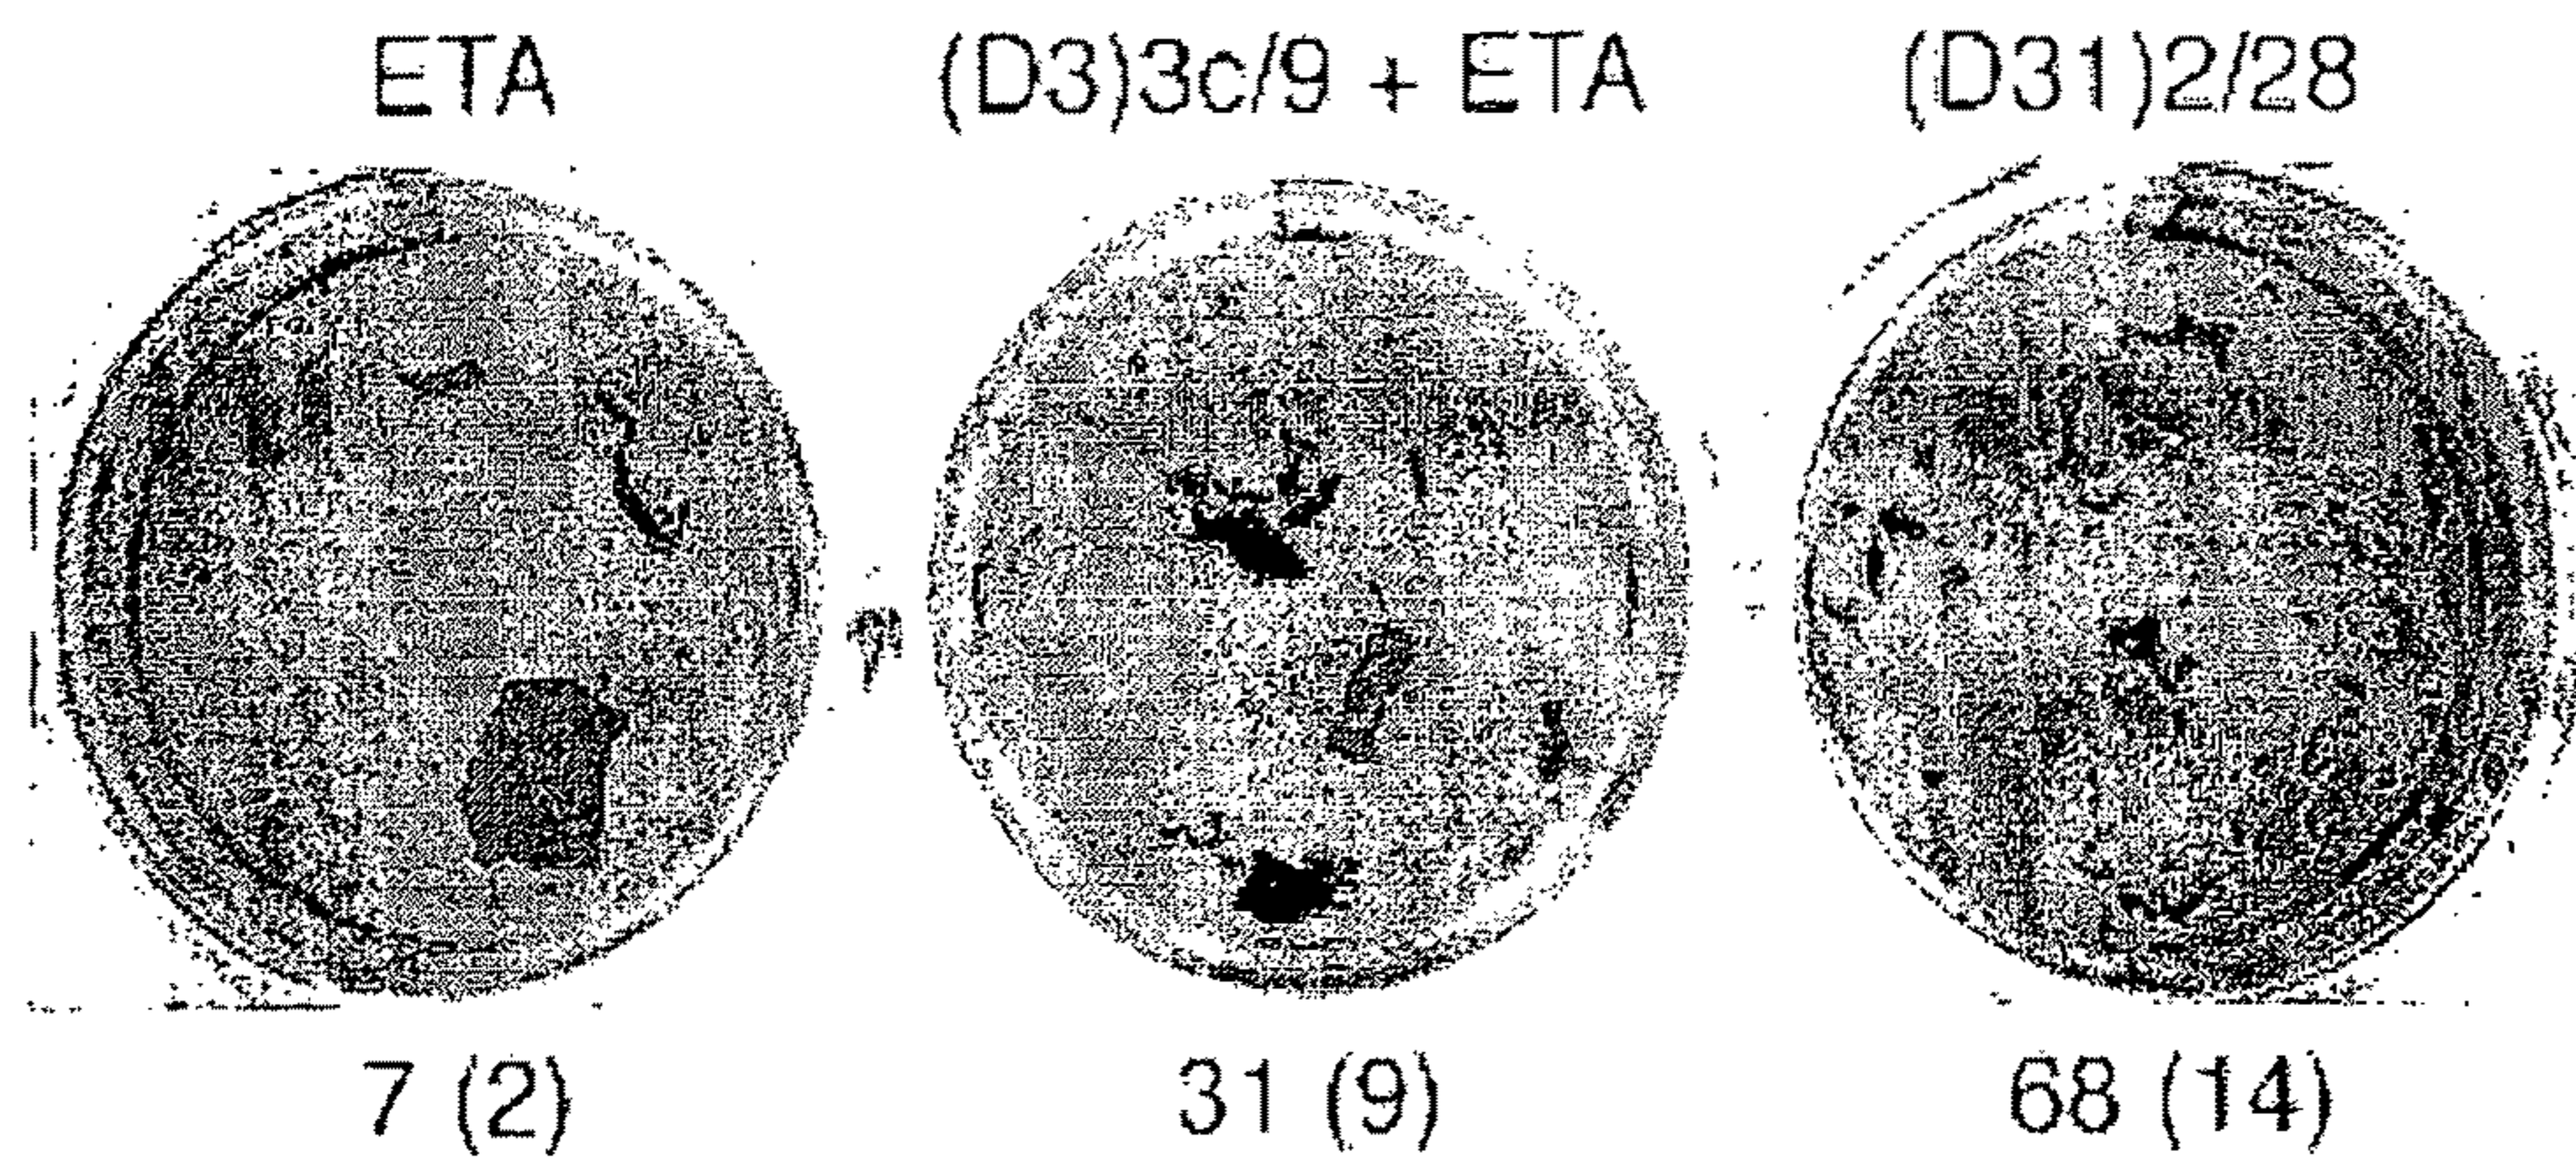 ETA (D3)3c/9 + ETA (D31)2/28
7 (2) 31 (9) 68 (14)